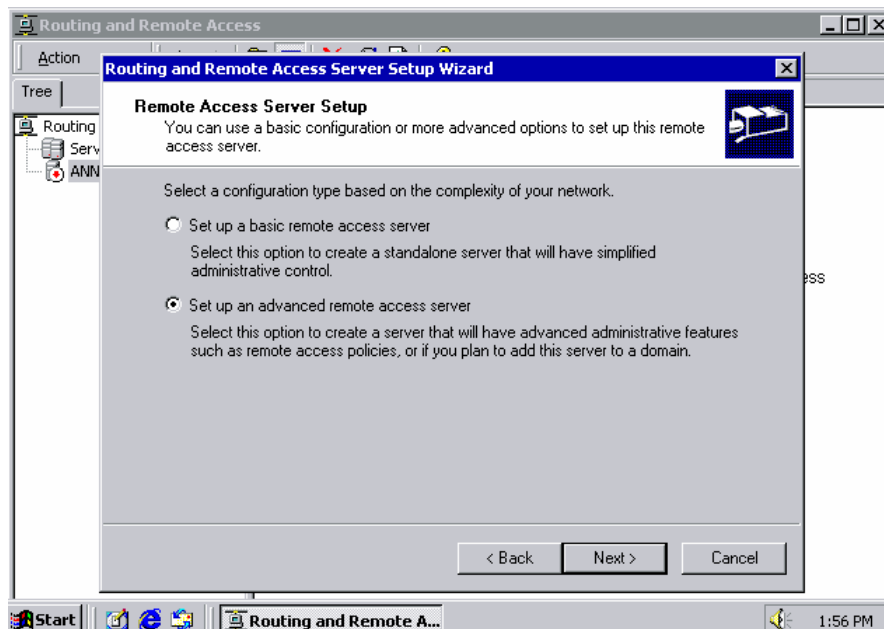 Routing and Remote Access
Action
Tree
Routing
Serv
ANN
Routing and Remote Access Server Setup Wizard
Remote Access Server Setup
You can use a basic configuration or more advanced options to set up this remote
access server.
Select a configuration type based on the complexity of your network.
Set up a basic remote access server
Select this option to create a standalone server that will have simplified
administrative control.
Set up an advanced remote access server
Select this option to create a server that will have advanced administrative features
such as remote access policies, or if you plan to add this server to a domain.
ess
< Back
Next >
Cancel
Start
Routing and Remote A...
1:56 PM